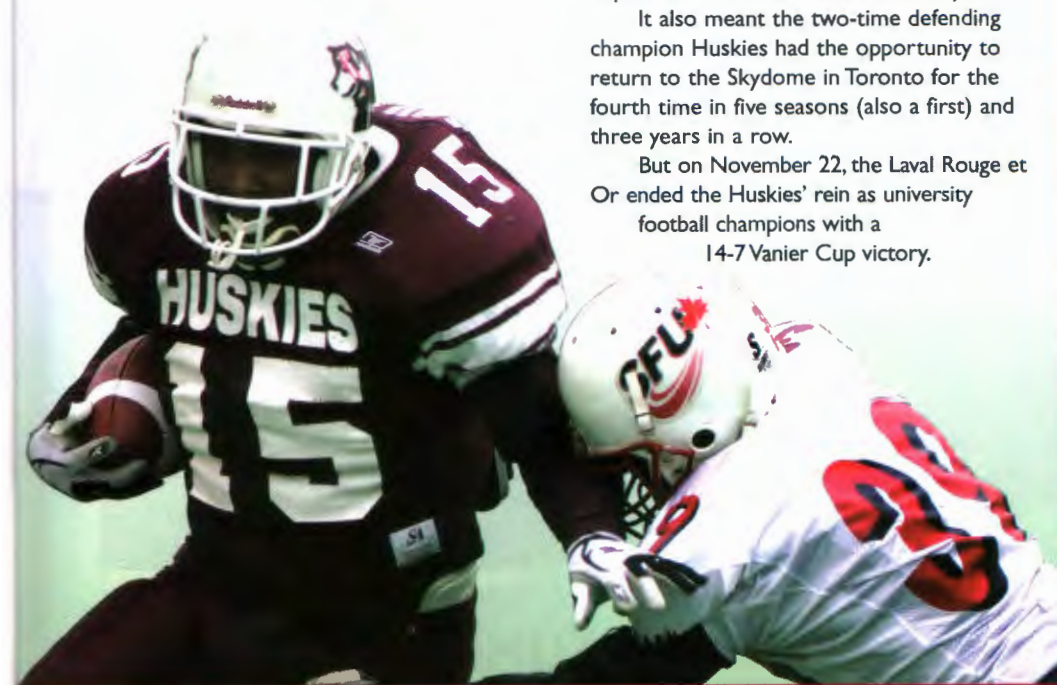 It also meant the two-time defending
champion Huskies had the opportunity to
return to the Skydome in Toronto for the
fourth time in five seasons (also a first) and
three years in a row.
But on November 22, the Laval Rouge et
Or ended the Huskies' rein as university
football champions with a
14-7 Vanier Cup victory.
15
HUSKIES
15
SFU
39